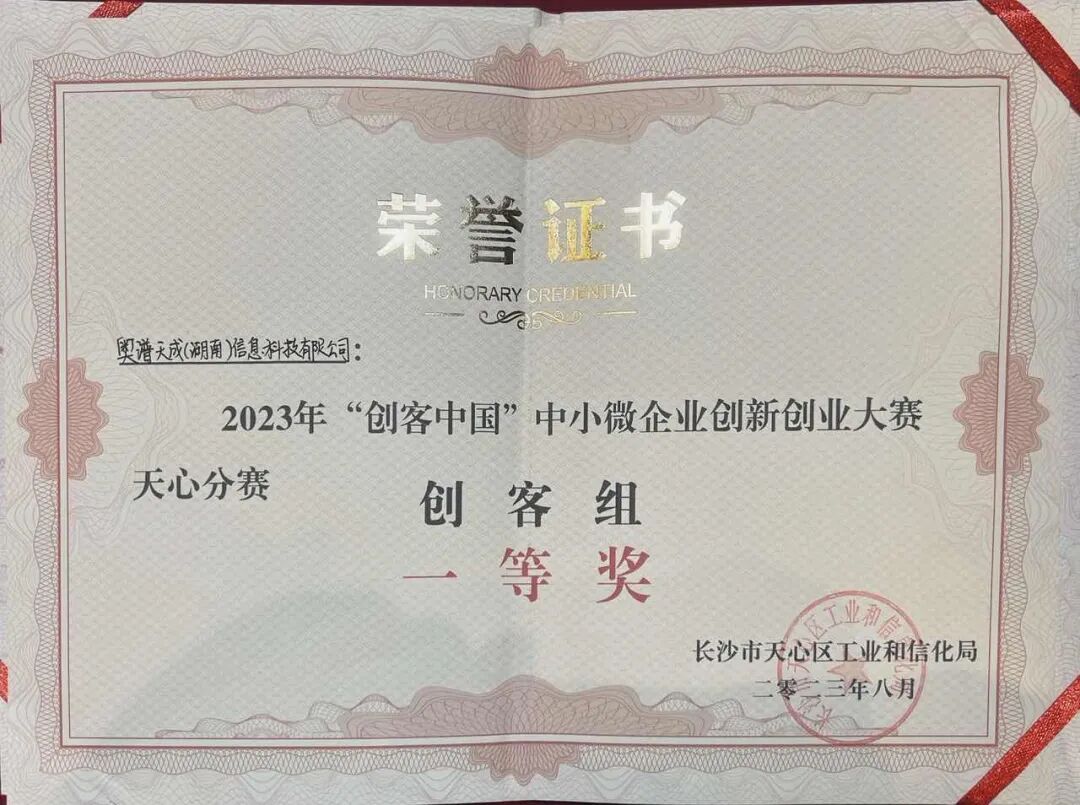 荣誉证书
HONORARY CREDENTIAL
奥谱天成(湖南)信息科技有限公司：
2023年“创客中国”中小微企业创新创业大赛
天心分赛
创客组
一等奖
长沙市天心区工业和信化局
二零二三年八月